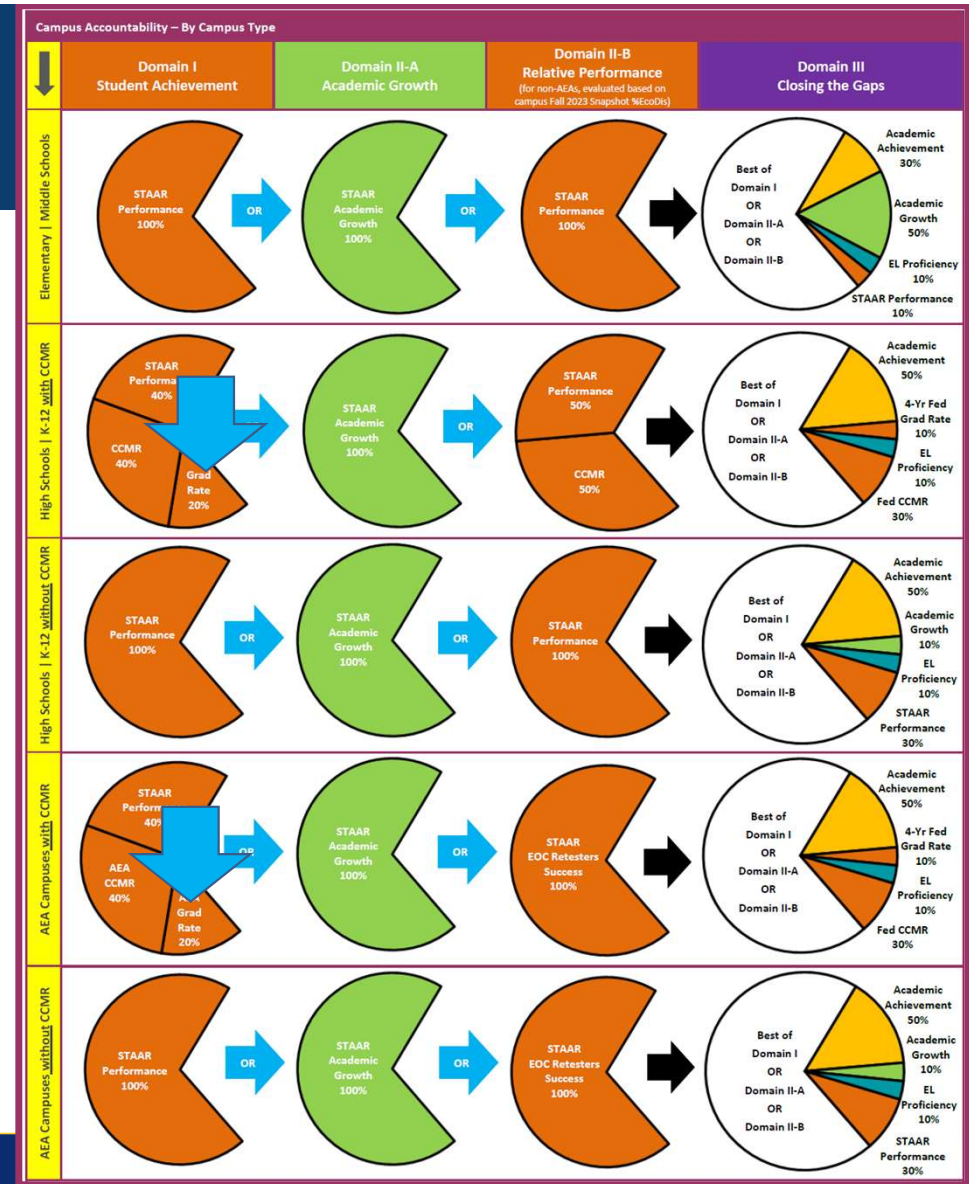 Campus Accountability – By Campus Type
Domain I
Student Achievement
Domain II-A
Academic Growth
Domain II-B
Relative Performance
(for non-AEAs, evaluated based on
campus Fall 2023 Snapshot %EcoDis)
Domain III
Closing the Gaps
Elementary | Middle Schools
STAAR
Performance
100%
OR
STAAR
Academic
Growth
100%
OR
STAAR
Performance
100%
Best of
Domain I
OR
Domain II-A
OR
Domain II-B
Academic
Achievement
30%
Academic
Growth
50%
EL Proficiency
10%
STAAR Performance
10%
High Schools | K-12 with CCMR
STAAR
40%
CCMR
40%
Grad
Rate
20%
STAAR
Academic
Growth
100%
OR
STAAR
Performance
50%
CCMR
50%
Best of
Domain I
OR
Domain II-A
OR
Domain II-B
Academic
Achievement
50%
4-Yr Fed
Grad Rate
10%
EL
Proficiency
10%
Fed CCMR
30%
High Schools | K-12 without CCMR
STAAR
Performance
100%
OR
STAAR
Academic
Growth
100%
OR
STAAR
Performance
100%
Best of
Domain I
OR
Domain II-A
OR
Domain II-B
Academic
Achievement
50%
Academic
Growth
10%
EL
Proficiency
10%
STAAR
Performance
30%
AEA Campuses with CCMR
STAAR
40%
AEA
CCMR
40%
Grad
Rate
20%
OR
STAAR
Academic
Growth
100%
OR
STAAR
EOC Retesters
Success
100%
Best of
Domain I
OR
Domain II-A
OR
Domain II-B
Academic
Achievement
50%
4-Yr Fed
Grad Rate
10%
EL
Proficiency
10%
Fed CCMR
30%
AEA Campuses without CCMR
STAAR
Performance
100%
OR
STAAR
Academic
Growth
100%
OR
STAAR
EOC Retesters
Success
100%
Best of
Domain I
OR
Domain II-A
OR
Domain II-B
Academic
Achievement
50%
Academic
Growth
10%
EL
Proficiency
10%
STAAR
Performance
30%